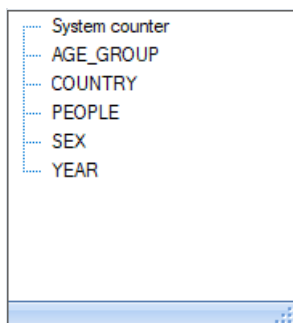 System counter
AGE_GROUP
COUNTRY
PEOPLE
SEX
YEAR